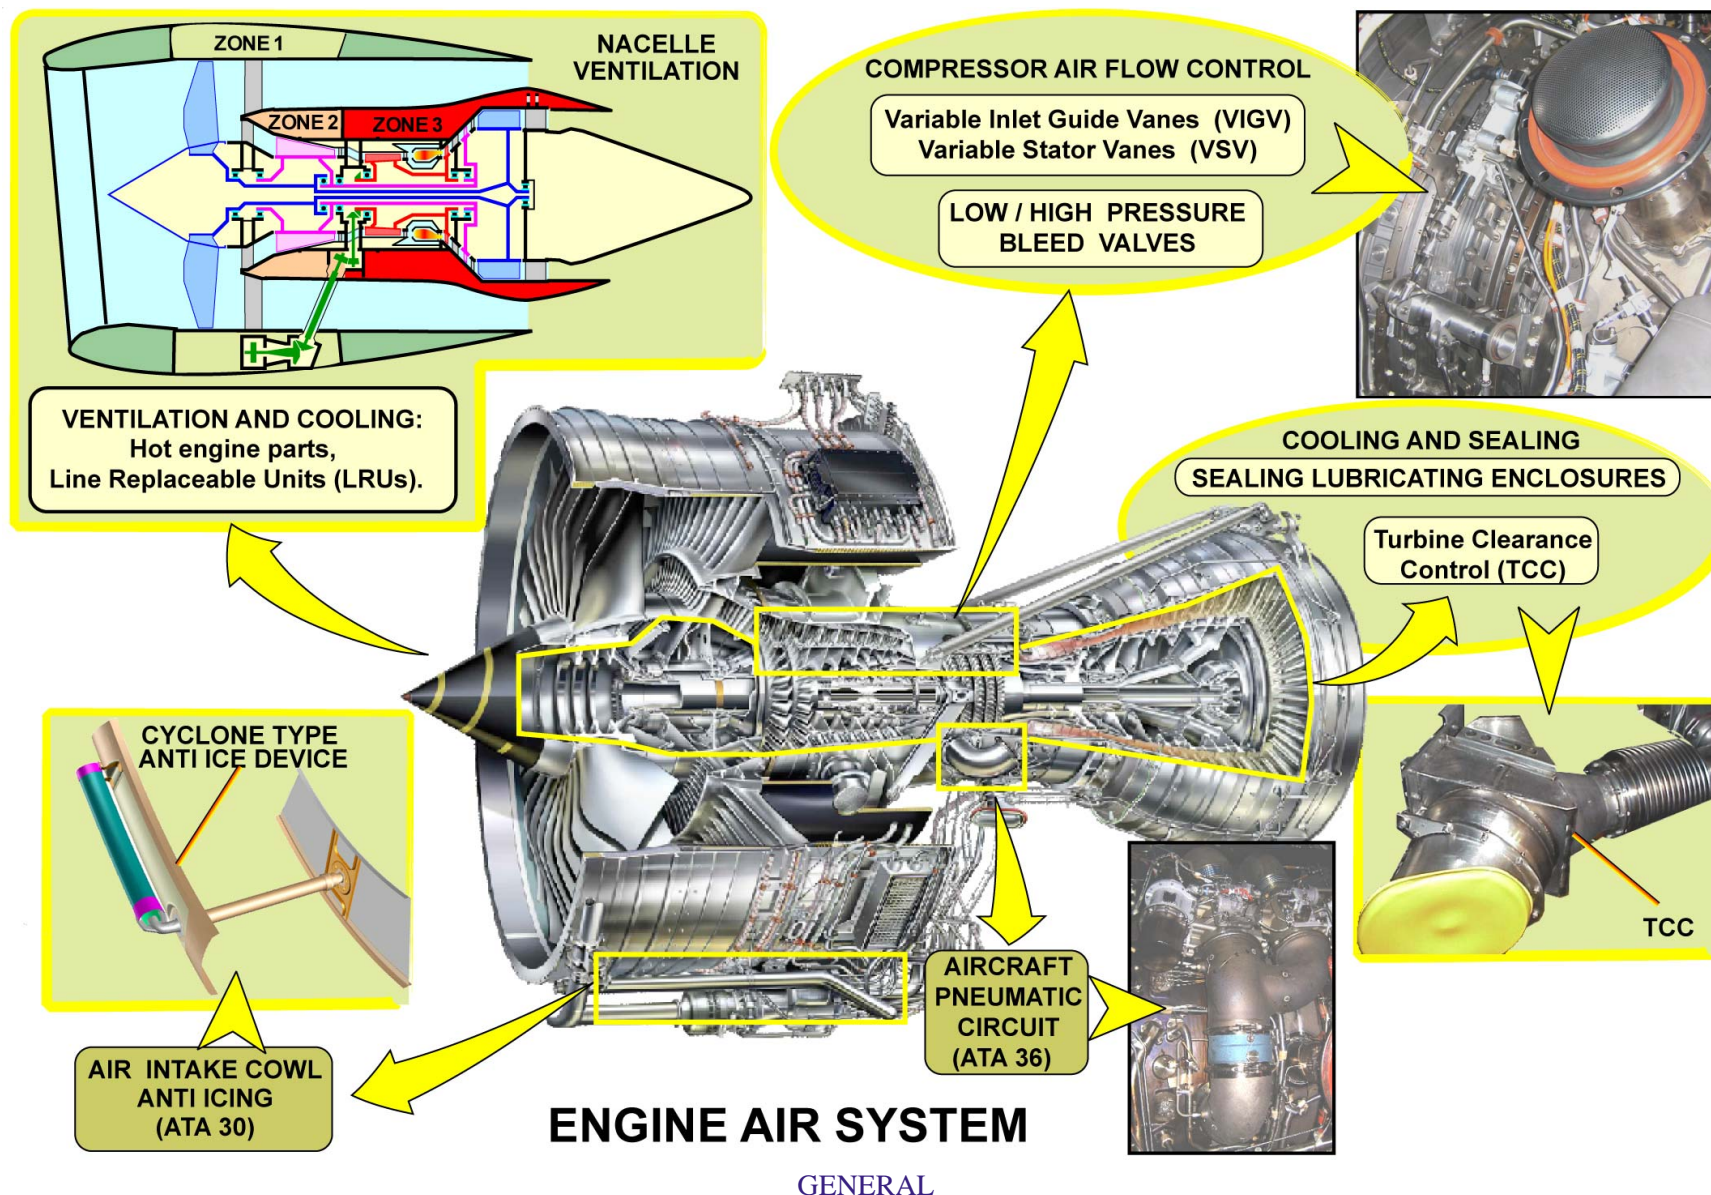 ZONE 1
NACELLE
VENTILATION
ZONE 2
ZONE 3
VENTILATION AND COOLING:
Hot engine parts,
Line Replaceable Units (LRUs).
COMPRESSOR AIR FLOW CONTROL
Variable Inlet Guide Vanes (VIGV)
Variable Stator Vanes (VSV)
LOW / HIGH PRESSURE
BLEED VALVES
COOLING AND SEALING
SEALING LUBRICATING ENCLOSURES
Turbine Clearance
Control (TCC)
CYCLONE TYPE
ANTI ICE DEVICE
TCC
AIR INTAKE COWL
ANTI ICING
(ATA 30)
AIRCRAFT
PNEUMATIC
CIRCUIT
(ATA 36)
ENGINE AIR SYSTEM
GENERAL